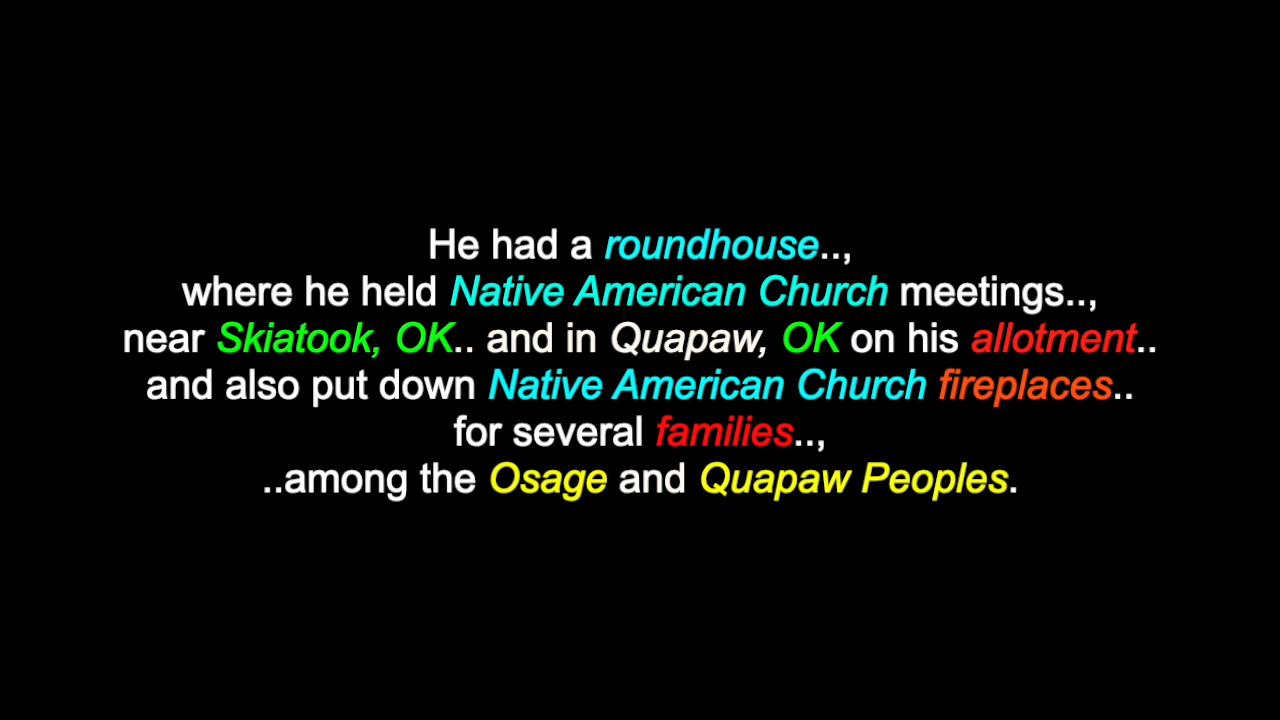 He had a roundhouse..,
where he held Native American Church meetings..,
near Skiatook, OK.. and in Quapaw, OK on his allotment..
and also put down Native American Church fireplaces..
for several families..,
..among the Osage and Quapaw Peoples.